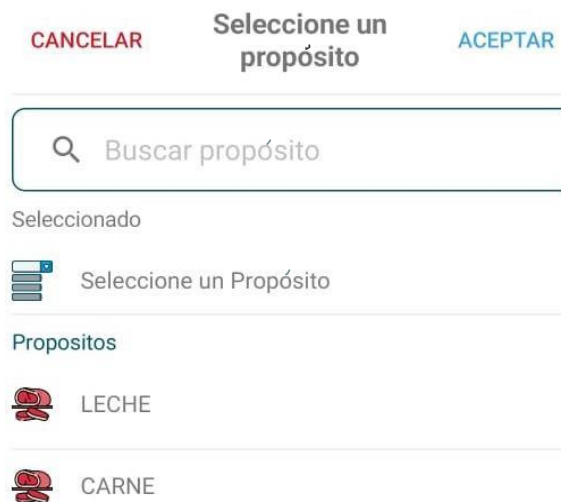 CANCELAR
Seleccione un
propósito
ACEPTAR
Buscar propósito
Seleccionado
Seleccione un Propósito
Propositos
LECHE
CARNE